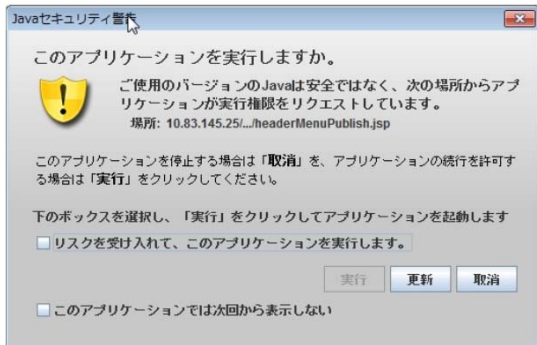 Javaセキュリティ警告
このアプリケーションを実行しますか。
ご使用のバージョンのJavaは安全ではなく、次の場所からアプ
リケーションが実行権限をリクエストしています。
場所: 10.83.145.25/.../headerMenuPublish.jsp
このアプリケーションを停止する場合は「取消」を、アプリケーションの続行を許可す
る場合は「実行」をクリックしてください。
下のボックスを選択し、「実行」をクリックしてアプリケーションを起動します
リスクを受け入れて、このアプリケーションを実行します。
実行 更新 取消
このアプリケーションでは次回から表示しない